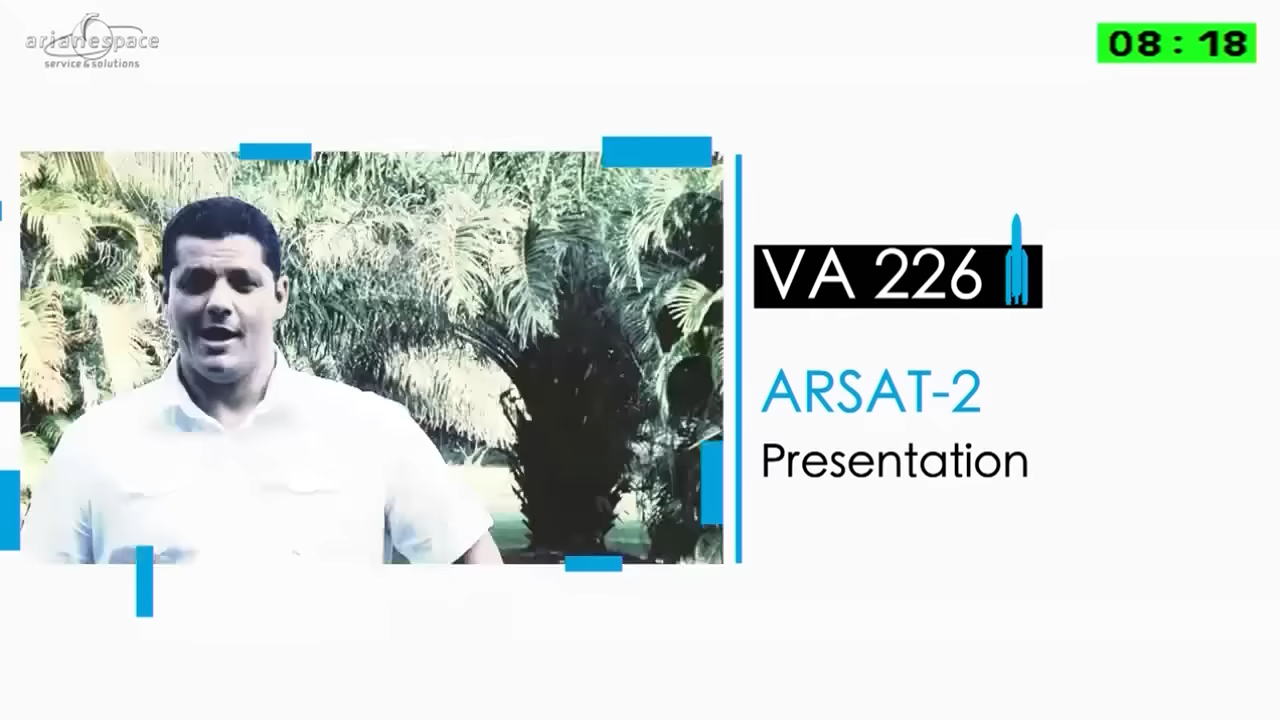 arianespace
service & solutions
08 : 18
VA 226
ARSAT-2
Presentation